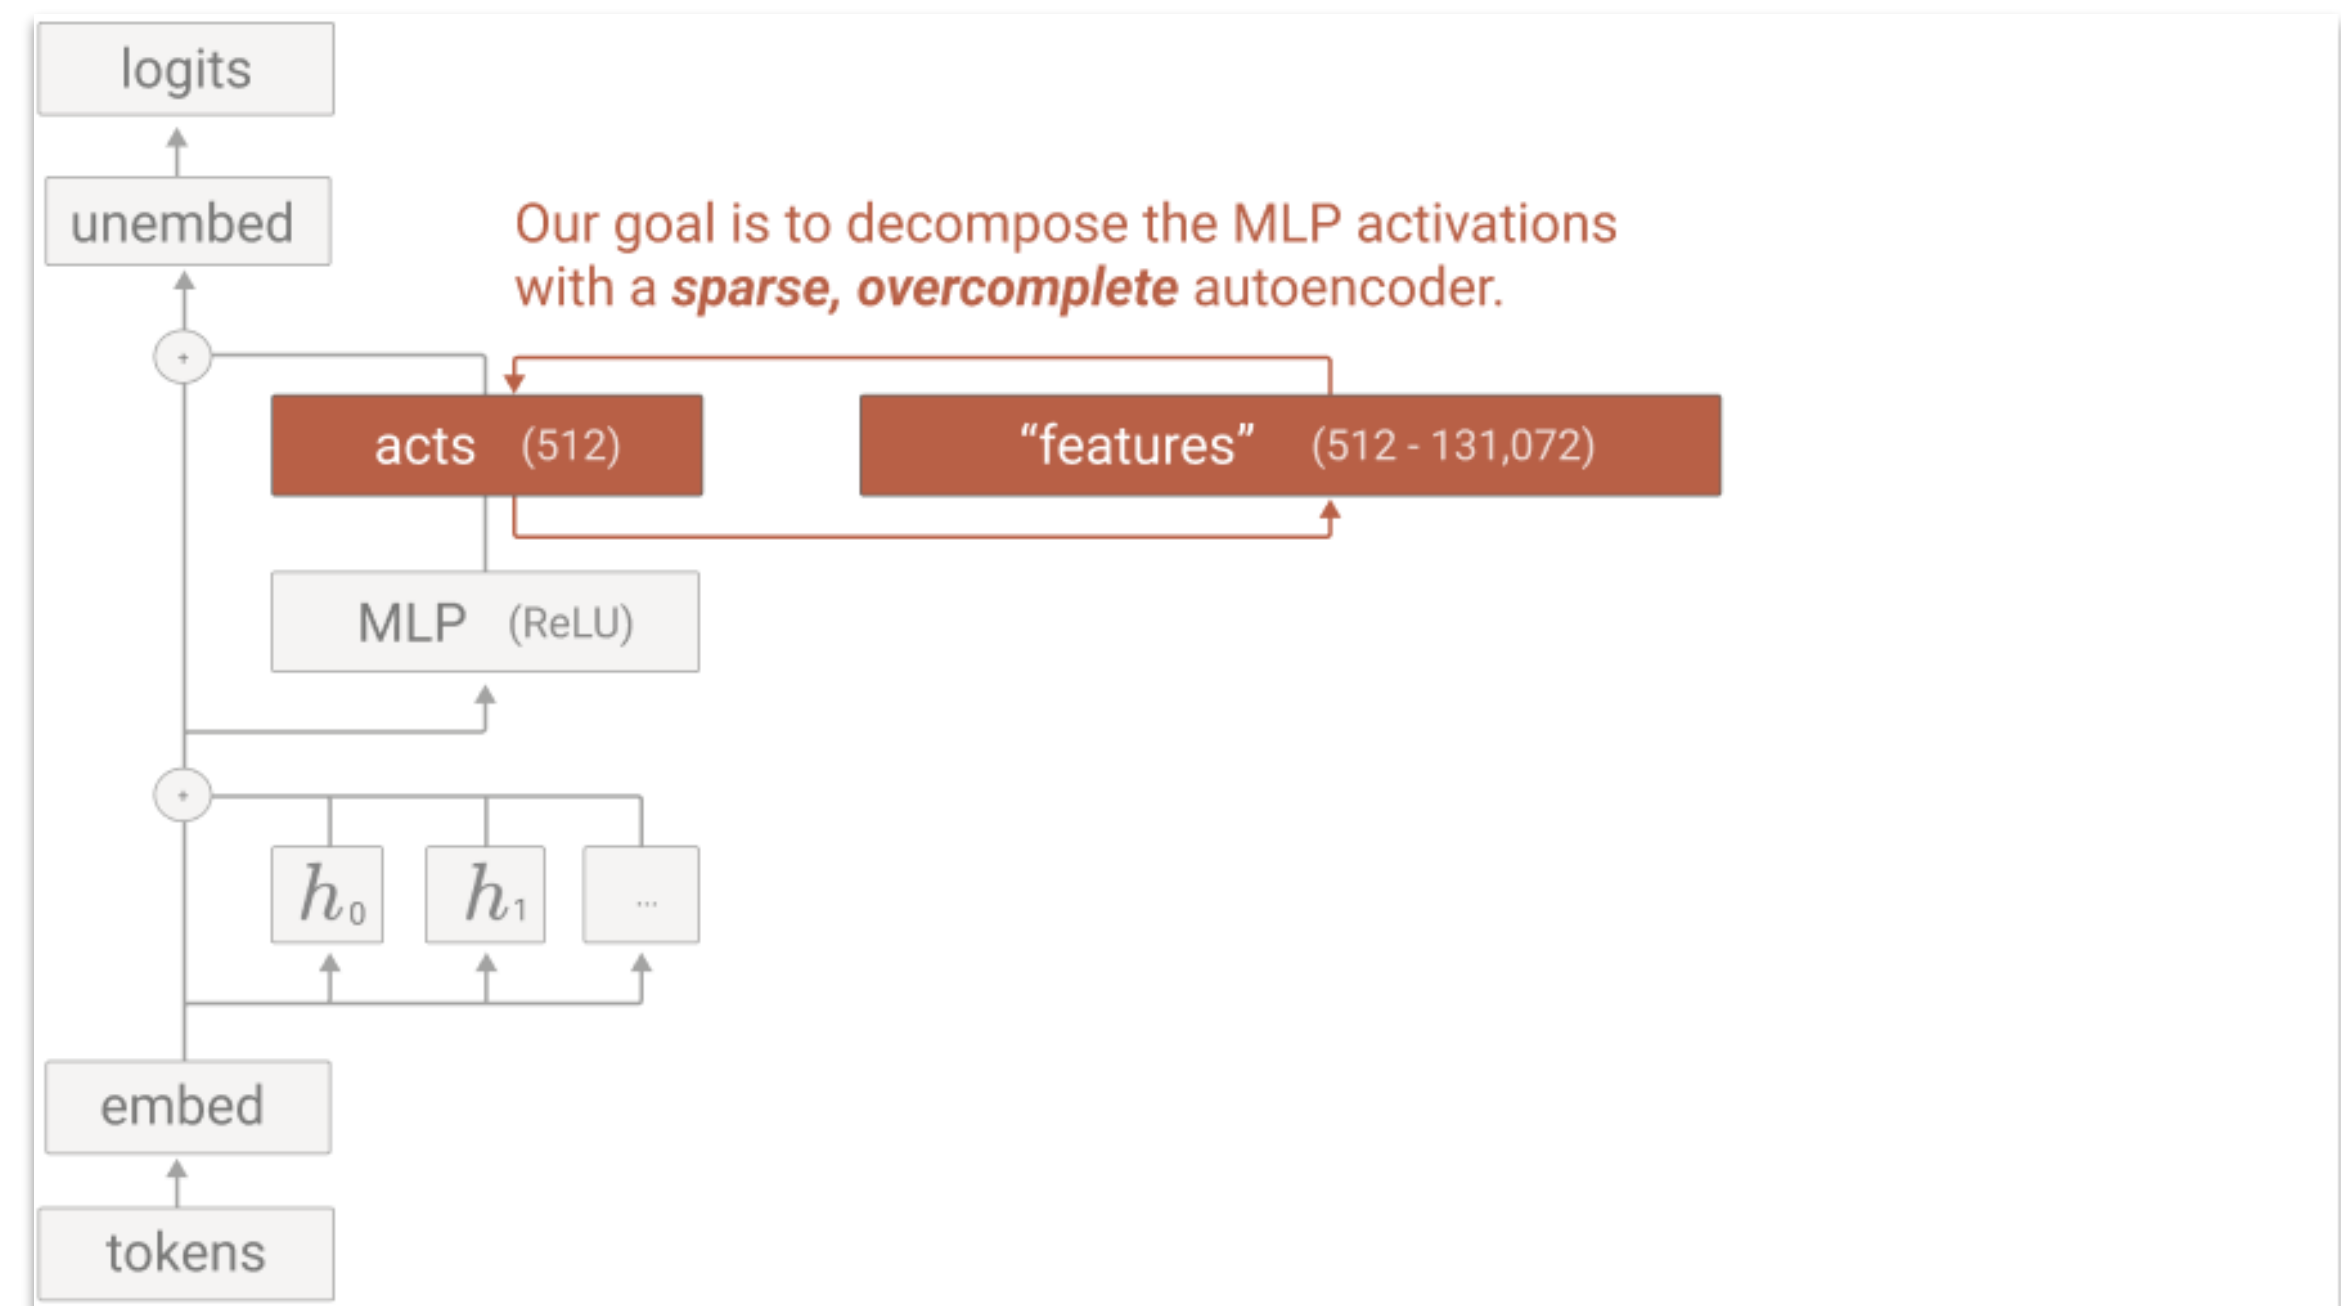 logits
unembed
Our goal is to decompose the MLP activations
with a sparse, overcomplete autoencoder.
+
acts (512)
“features” (512 - 131,072)
MLP (ReLU)
+
h0
h1
...
embed
tokens